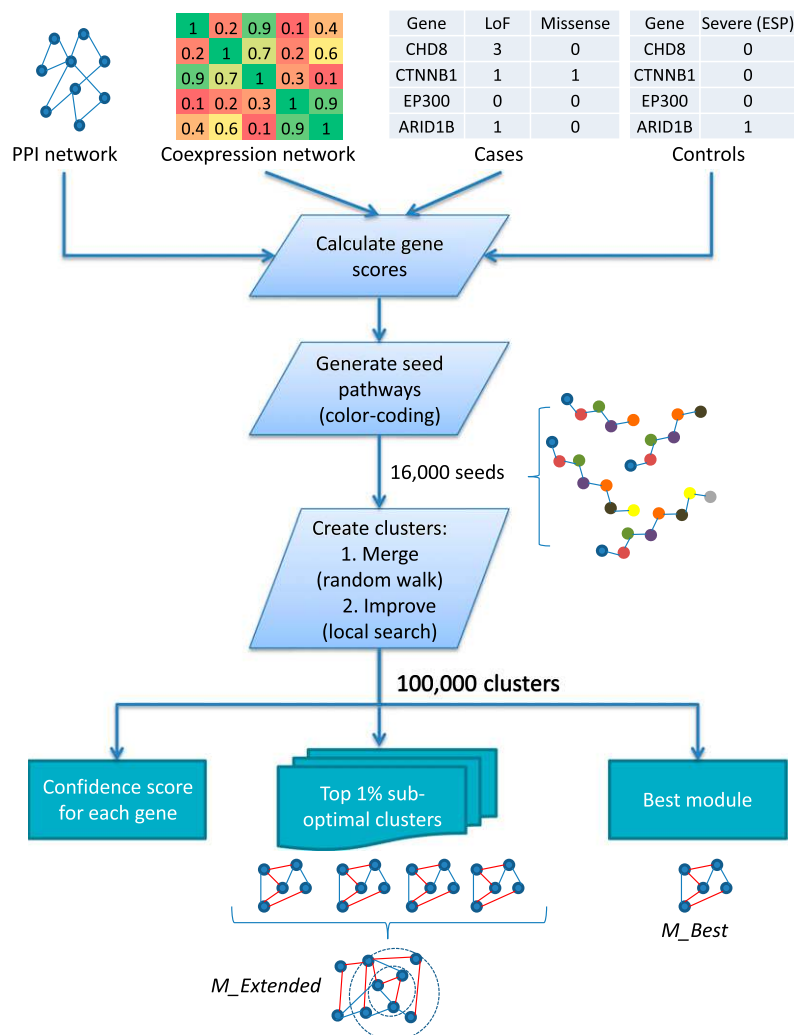 1 0.2 0.9 0.1 0.4
0.2 1 0.7 0.2 0.6
0.9 0.7 1 0.3 0.1
0.1 0.2 0.3 1 0.9
0.4 0.6 0.1 0.9 1
PPI network
Coexpression network
Gene LoF Missense
CHD8 3 0
CTNNB1 1 1
EP300 0 0
ARID1B 1 0
Cases
Gene Severe (ESP)
CHD8 0
CTNNB1 0
EP300 0
ARID1B 1
Controls
Calculate gene
scores
Generate seed
pathways
(color-coding)
16,000 seeds
Create clusters:
1. Merge
(random walk)
2. Improve
(local search)
100,000 clusters
Confidence score
for each gene
Top 1% sub-
optimal clusters
Best module
M_Best
M_Extended